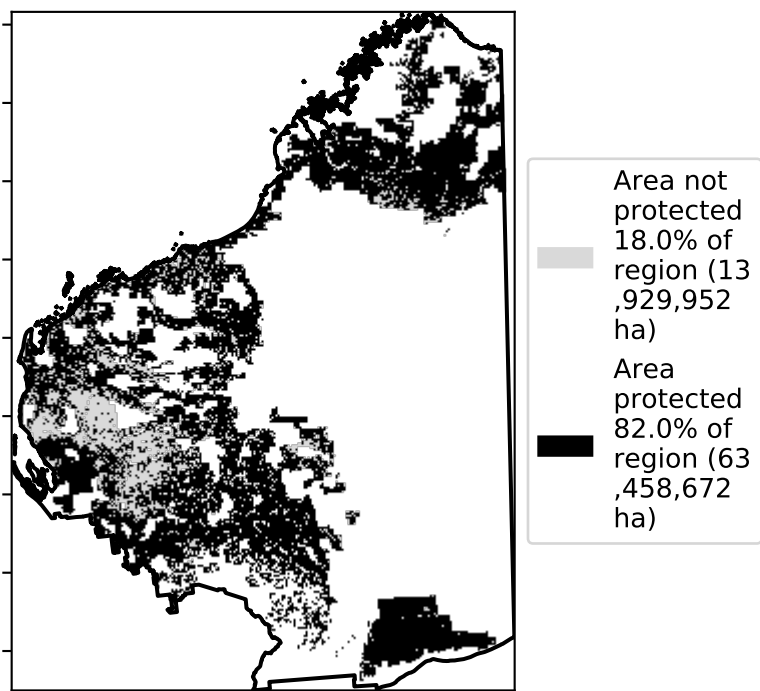 Area not
protected
18.0% of
region (13
,929,952
ha)
Area
protected
82.0% of
region (63
,458,672
ha)